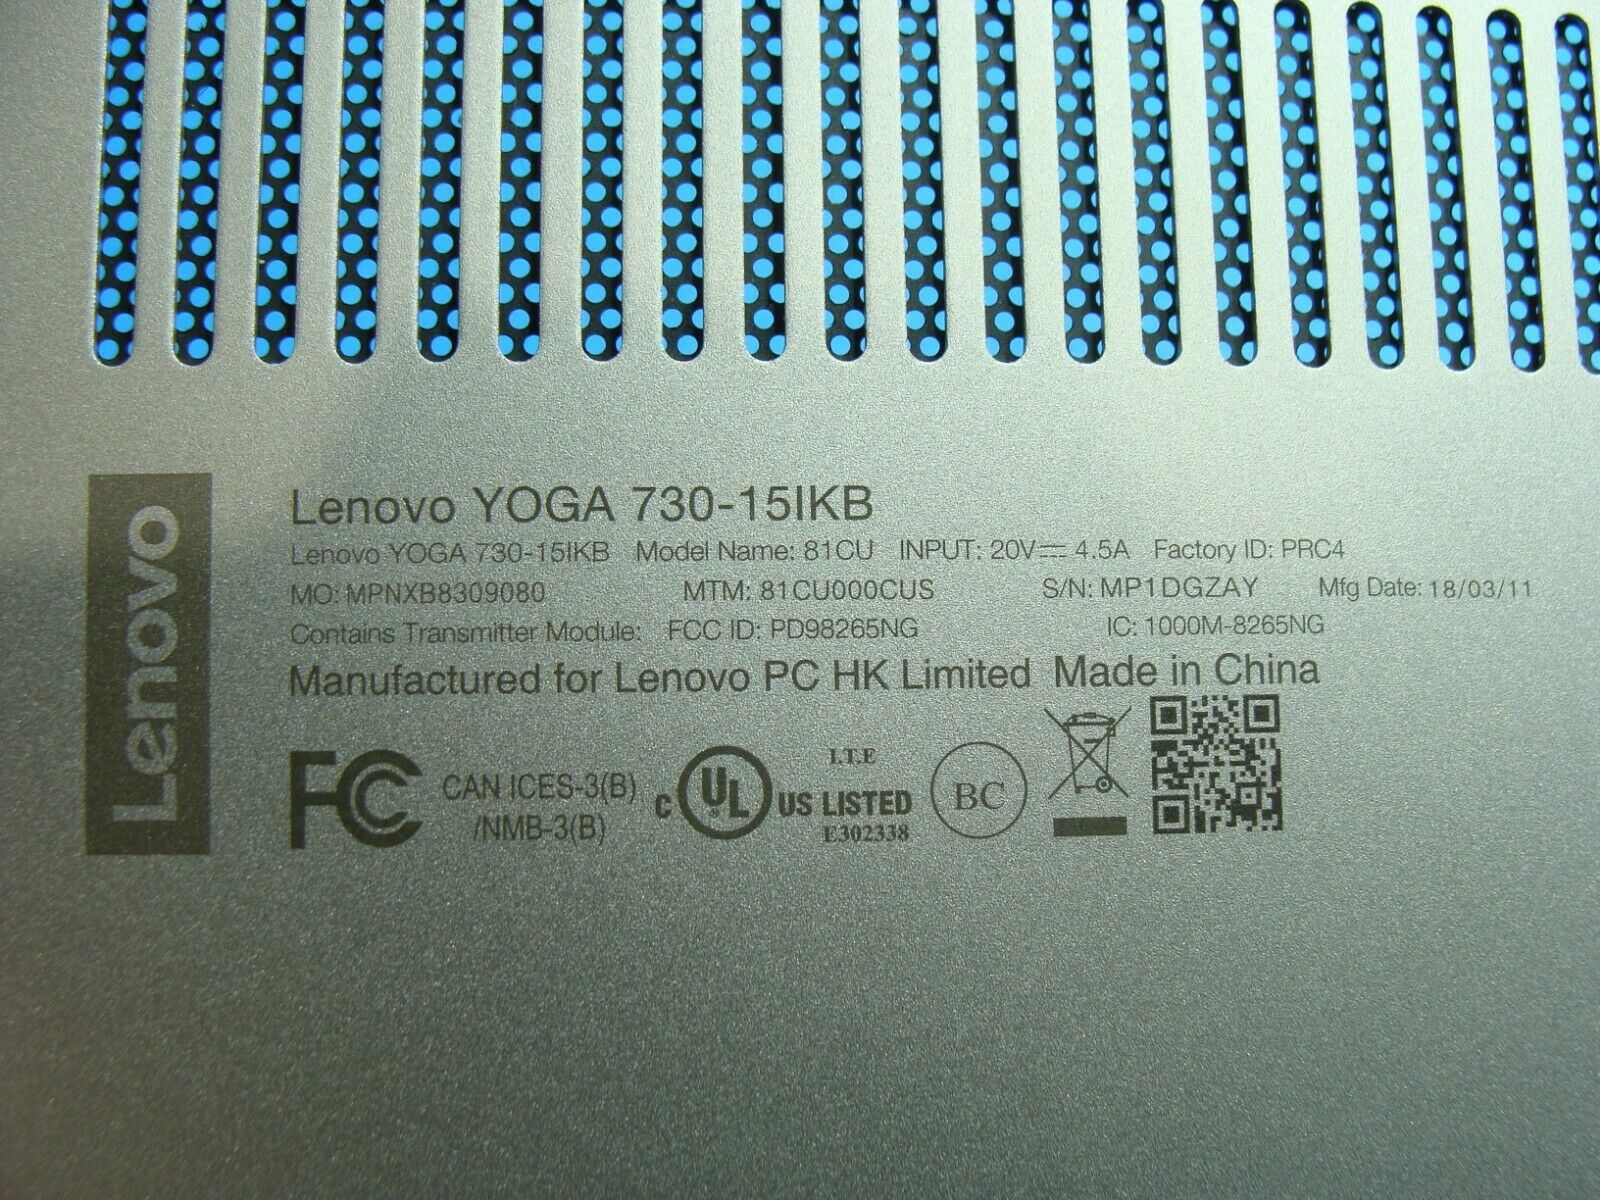 Lenovo
Lenovo YOGA 730-15IKB
Lenovo YOGA 730-15IKB Model Name: 81CU INPUT: 20V⎓ 4.5A Factory ID: PRC4
MO: MPNXB8309080 MTM: 81CU000CUS S/N: MP1DGZAY Mfg Date: 18/03/11
Contains Transmitter Module: FCC ID: PD98265NG IC: 1000M-8265NG
Manufactured for Lenovo PC HK Limited Made in China
FC CAN ICES-3(B)
/NMB-3(B)
I.T.E
c UL US LISTED
E302338
BC